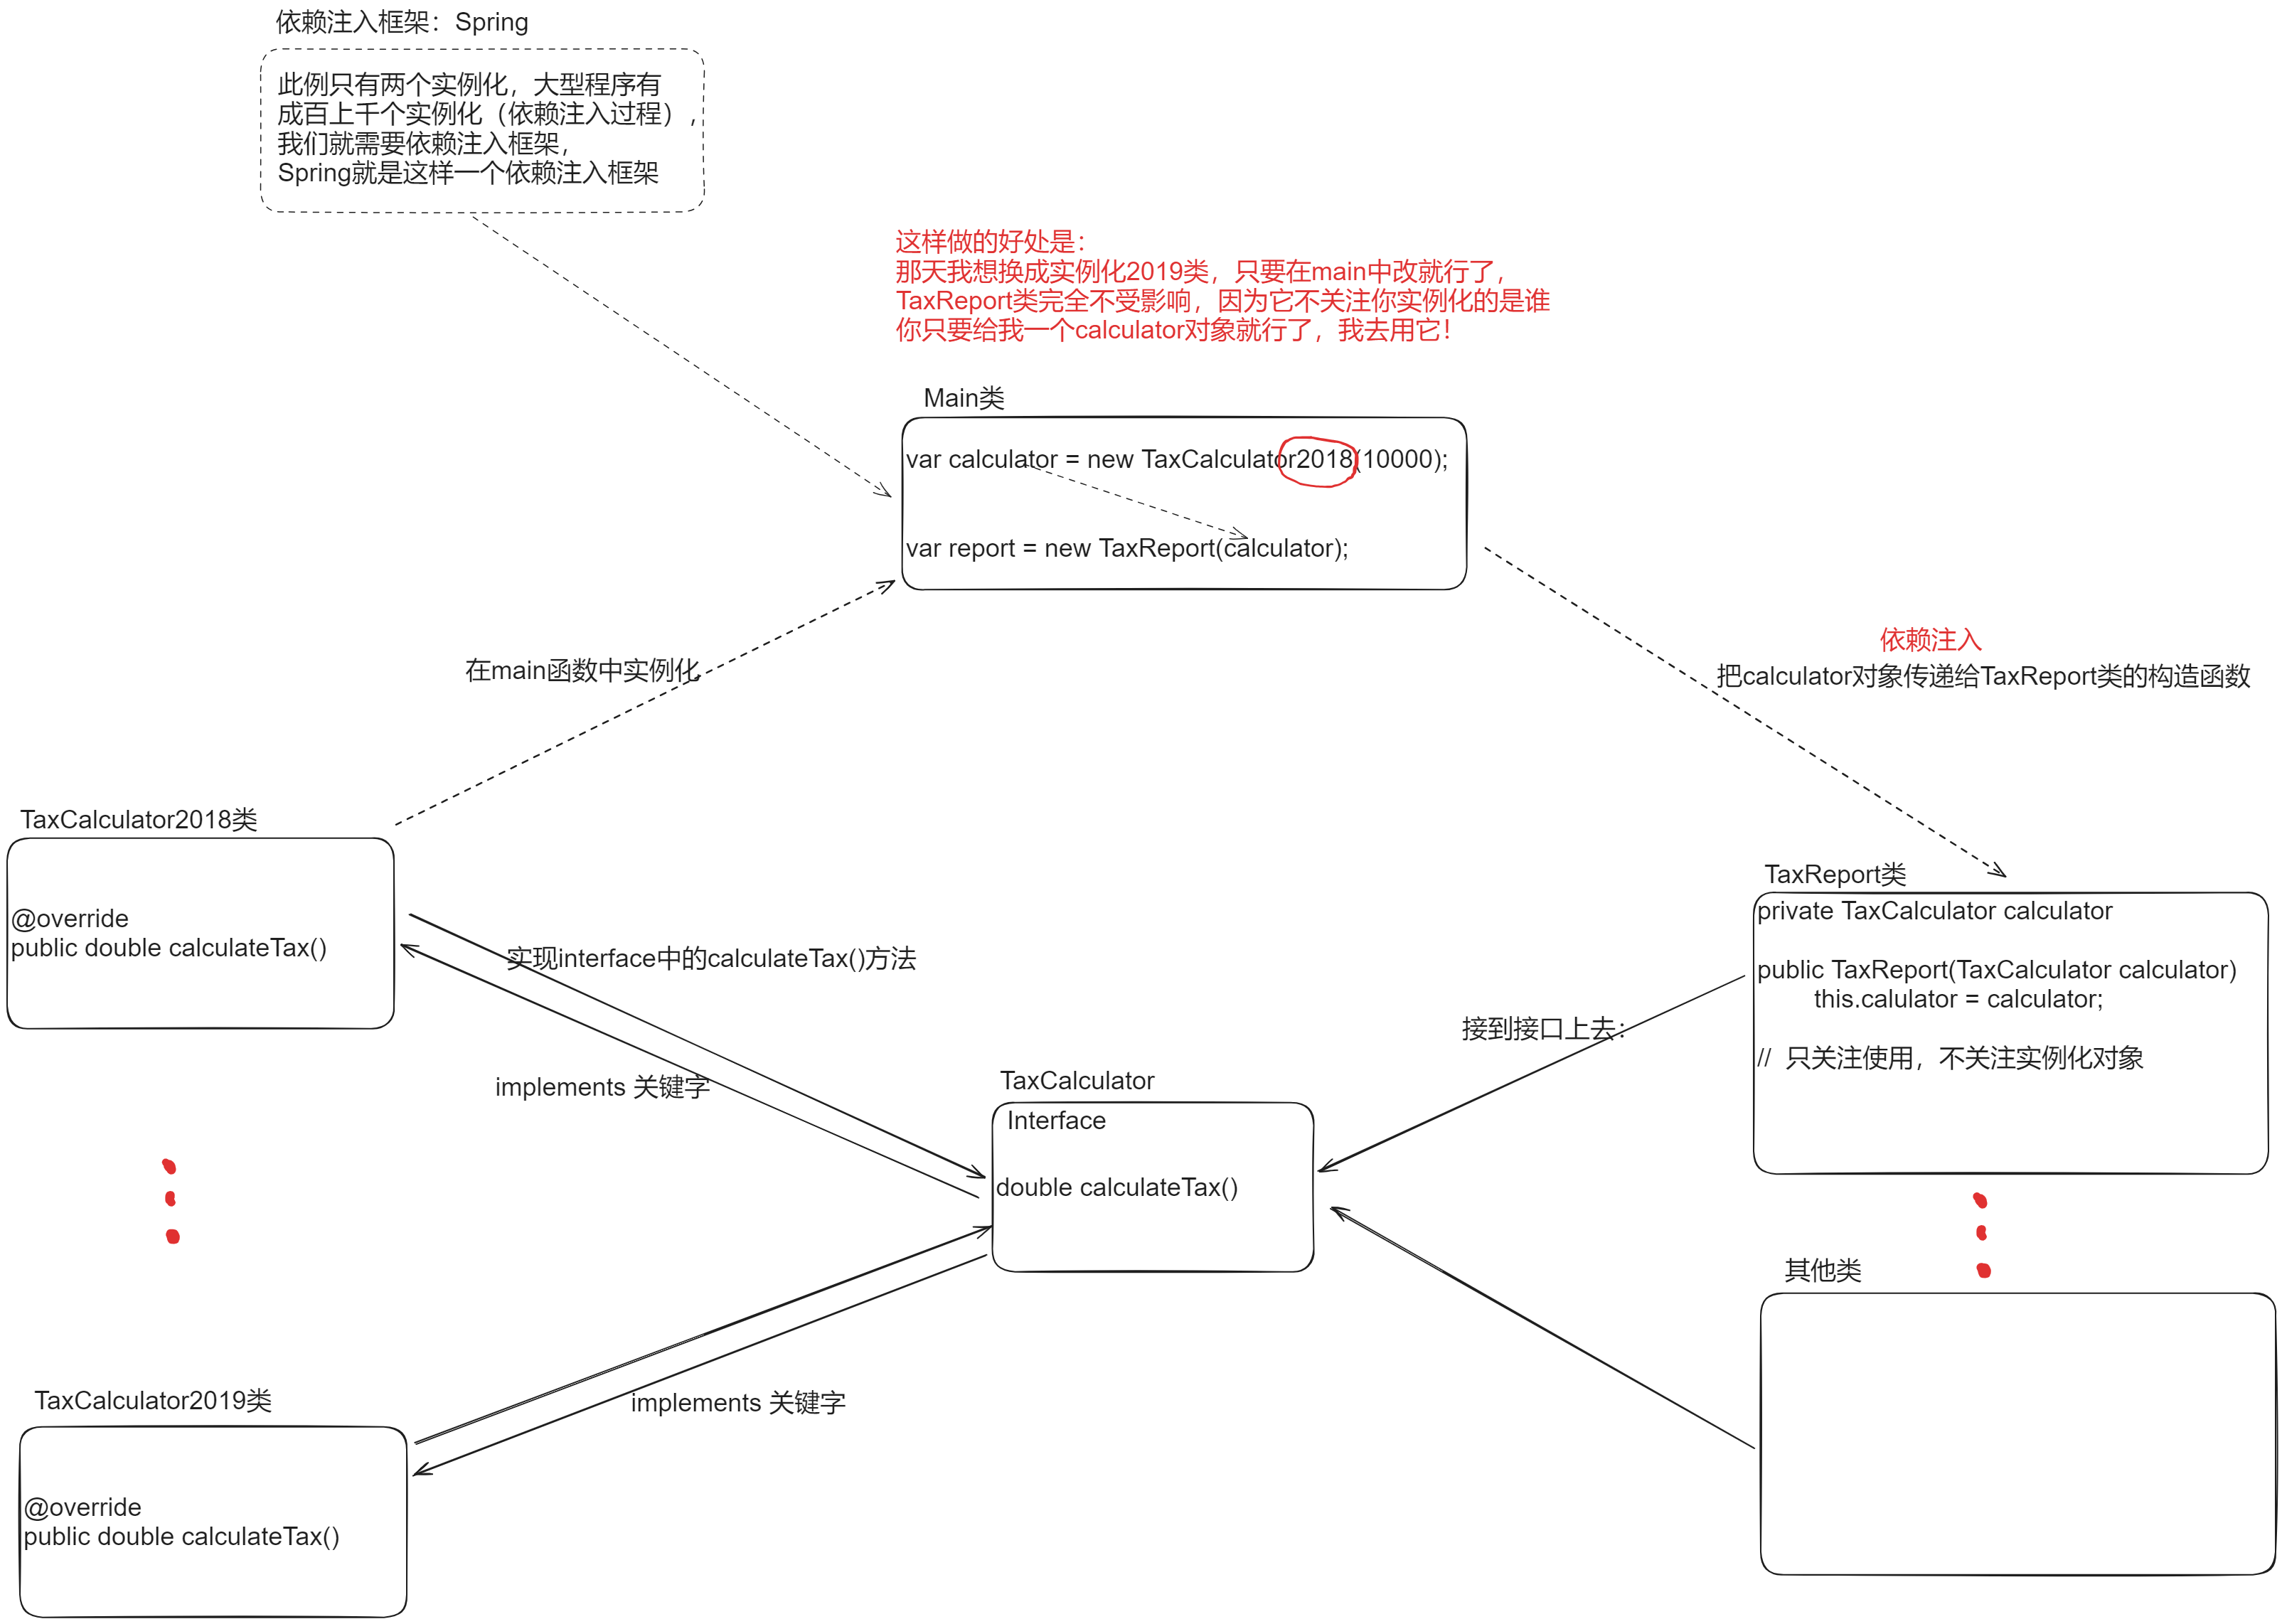 依赖注入框架：Spring
此例只有两个实例化，大型程序有
成百上千个实例化（依赖注入过程），
我们就需要依赖注入框架，
Spring就是这样一个依赖注入框架
这样做的好处是：
那天我想换成实例化2019类，只要在main中改就行了，
TaxReport类完全不受影响，因为它不关注你实例化的是谁
你只要给我一个calculator对象就行了，我去用它！
Main类
var calculator = new TaxCalculator2018(10000);
var report = new TaxReport(calculator);
在main函数中实例化
依赖注入
把calculator对象传递给TaxReport类的构造函数
TaxCalculator2018类
@override
public double calculateTax()
实现interface中的calculateTax()方法
implements 关键字
TaxReport类
private TaxCalculator calculator
public TaxReport(TaxCalculator calculator)
this.calulator = calculator;
// 只关注使用，不关注实例化对象
接到接口上去：
TaxCalculator
Interface
double calculateTax()
其他类
TaxCalculator2019类
implements 关键字
@override
public double calculateTax()